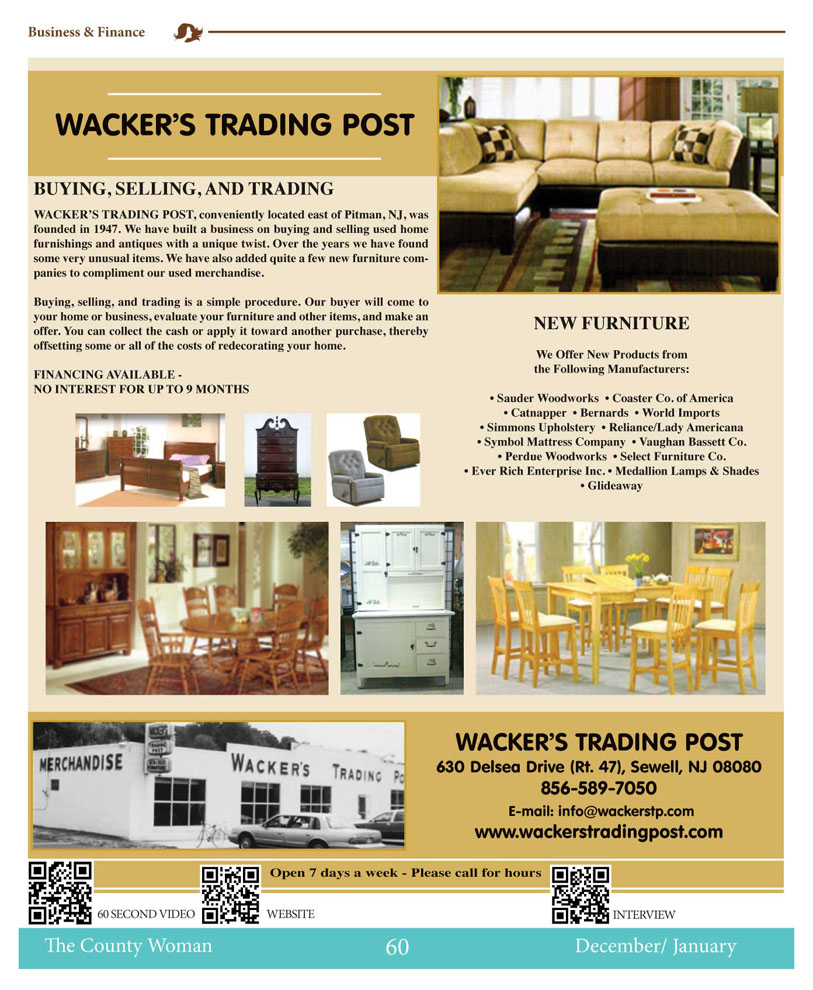 Business & Finance
WACKER'S TRADING POST
BUYING, SELLING, AND TRADING
WACKER'S TRADING POST, conveniently located east of Pitman, NJ, was
founded in 1947. We have built a business on buying and selling used home
furnishings and antiques with a unique twist. Over the years we have found
some very unusual items. We have also added quite a few new furniture com-
panies to compliment our used merchandise.
Buying, selling, and trading is a simple procedure. Our buyer will come to
your home or business, evaluate your furniture and other items, and make an
offer. You can collect the cash or apply it toward another purchase, thereby
offsetting some or all of the costs of redecorating your home.
FINANCING AVAILABLE -
NO INTEREST FOR UP TO 9 MONTHS
NEW FURNITURE
We Offer New Products from
the Following Manufacturers:
• Sauder Woodworks • Coaster Co. of America
• Catnapper • Bernards • World Imports
• Simmons Upholstery • Reliance/Lady Americana
• Symbol Mattress Company • Vaughan Bassett Co.
• Perdue Woodworks • Select Furniture Co.
• Ever Rich Enterprise Inc. • Medallion Lamps & Shades
• Glideaway
MERCHANDISE
WACKER'S
TRADING
POST
WACKER'S TRADING PO
WACKER'S TRADING POST
630 Delsea Drive (Rt. 47), Sewell, NJ 08080
856-589-7050
E-mail: info@wackerstp.com
www.wackerstradingpost.com
Open 7 days a week - Please call for hours
60 SECOND VIDEO
WEBSITE
INTERVIEW
The County Woman
60
December/ January